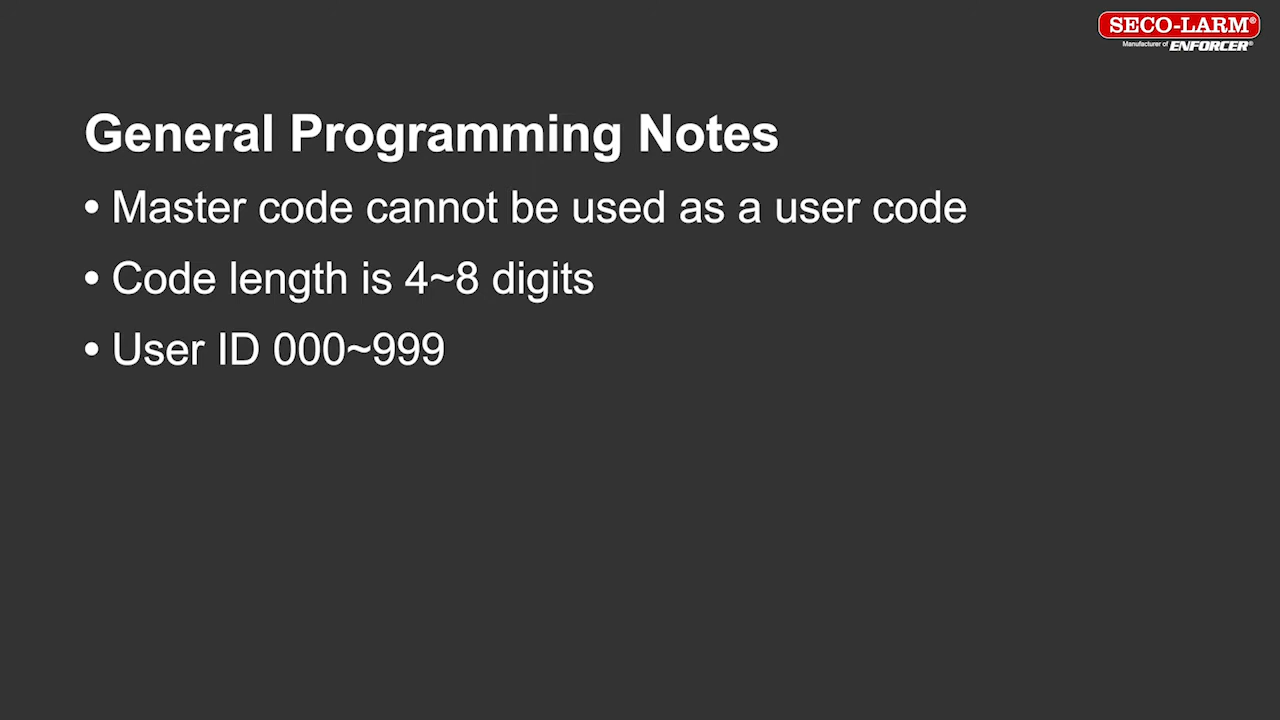 SECO-LARM®
Manufacturer of ENFORCER®
General Programming Notes
• Master code cannot be used as a user code
• Code length is 4~8 digits
• User ID 000~999